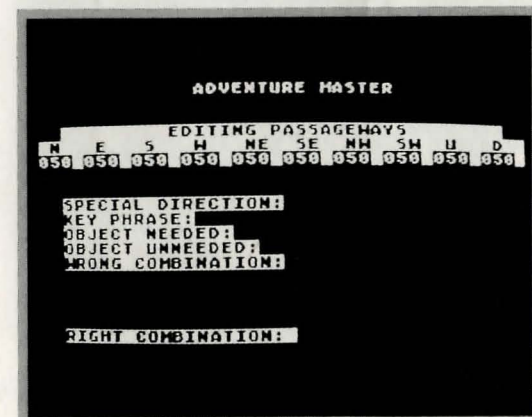 ADVENTURE MASTER
EDITING PASSAGEWAYS
N E S W NE SE NW SW U D
050 050 050 050 050 050 050 050 050 050
SPECIAL DIRECTION:
KEY PHRASE:
OBJECT NEEDED:
OBJECT UNNEEDED:
WRONG COMBINATION:
RIGHT COMBINATION: